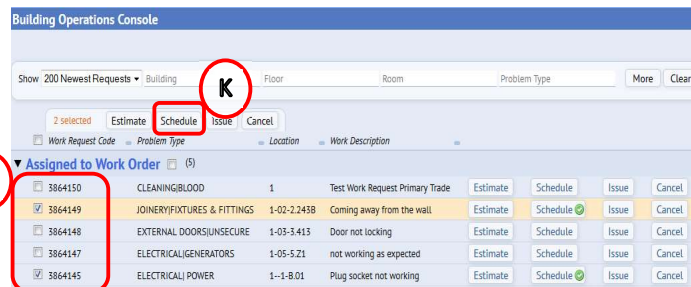 Building Operations Console
Show 200 Newest Requests Building Floor Room Problem Type More Clear
K
2 selected Estimate Schedule Issue Cancel
Work Request Code Problem Type Location Work Description
Assigned to Work Order (5)
3864150 CLEANING|BLOOD 1 Test Work Request Primary Trade Estimate Schedule Issue Cancel
3864149 JOINERY|FIXTURES & FITTINGS 1-02-2.243B Coming away from the wall Estimate Schedule Issue Cancel
3864148 EXTERNAL DOORS|UNSECURE 1-03-3.413 Door not locking Estimate Schedule Issue Cancel
3864147 ELECTRICAL|GENERATORS 1-05-5.Z1 not working as expected Estimate Schedule Issue Cancel
3864145 ELECTRICAL| POWER 1--1-B.01 Plug socket not working Estimate Schedule Issue Cancel